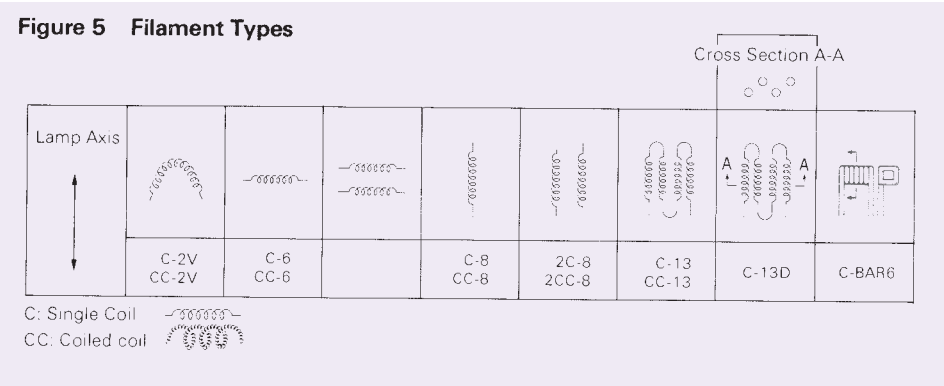 Figure 5 Filament Types
Cross Section A-A
Lamp Axis
A A
C-2V
CC-2V
C-6
CC-6
C-8
CC-8
2C-8
2CC-8
C-13
CC-13
C-13D
C-BAR6
C: Single Coil
CC: Coiled coil